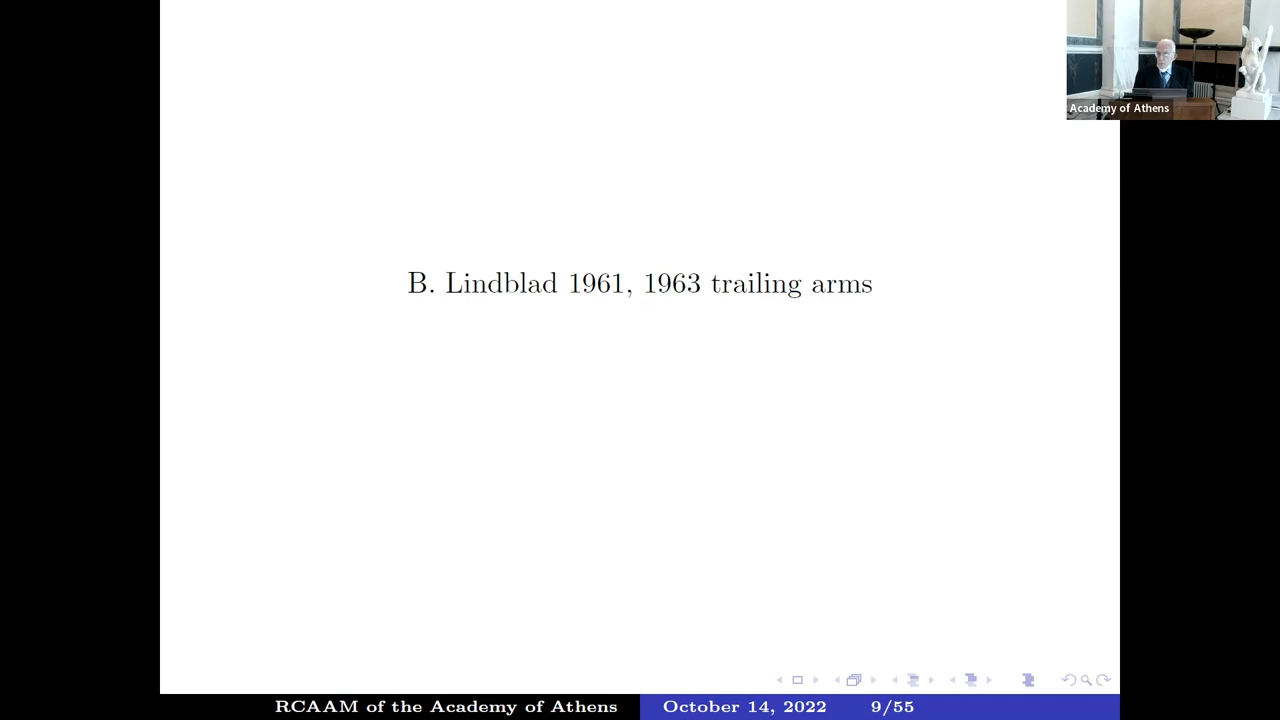 Academy of Athens
B. Lindblad 1961, 1963 trailing arms
RCAAM of the Academy of Athens October 14, 2022 9/55